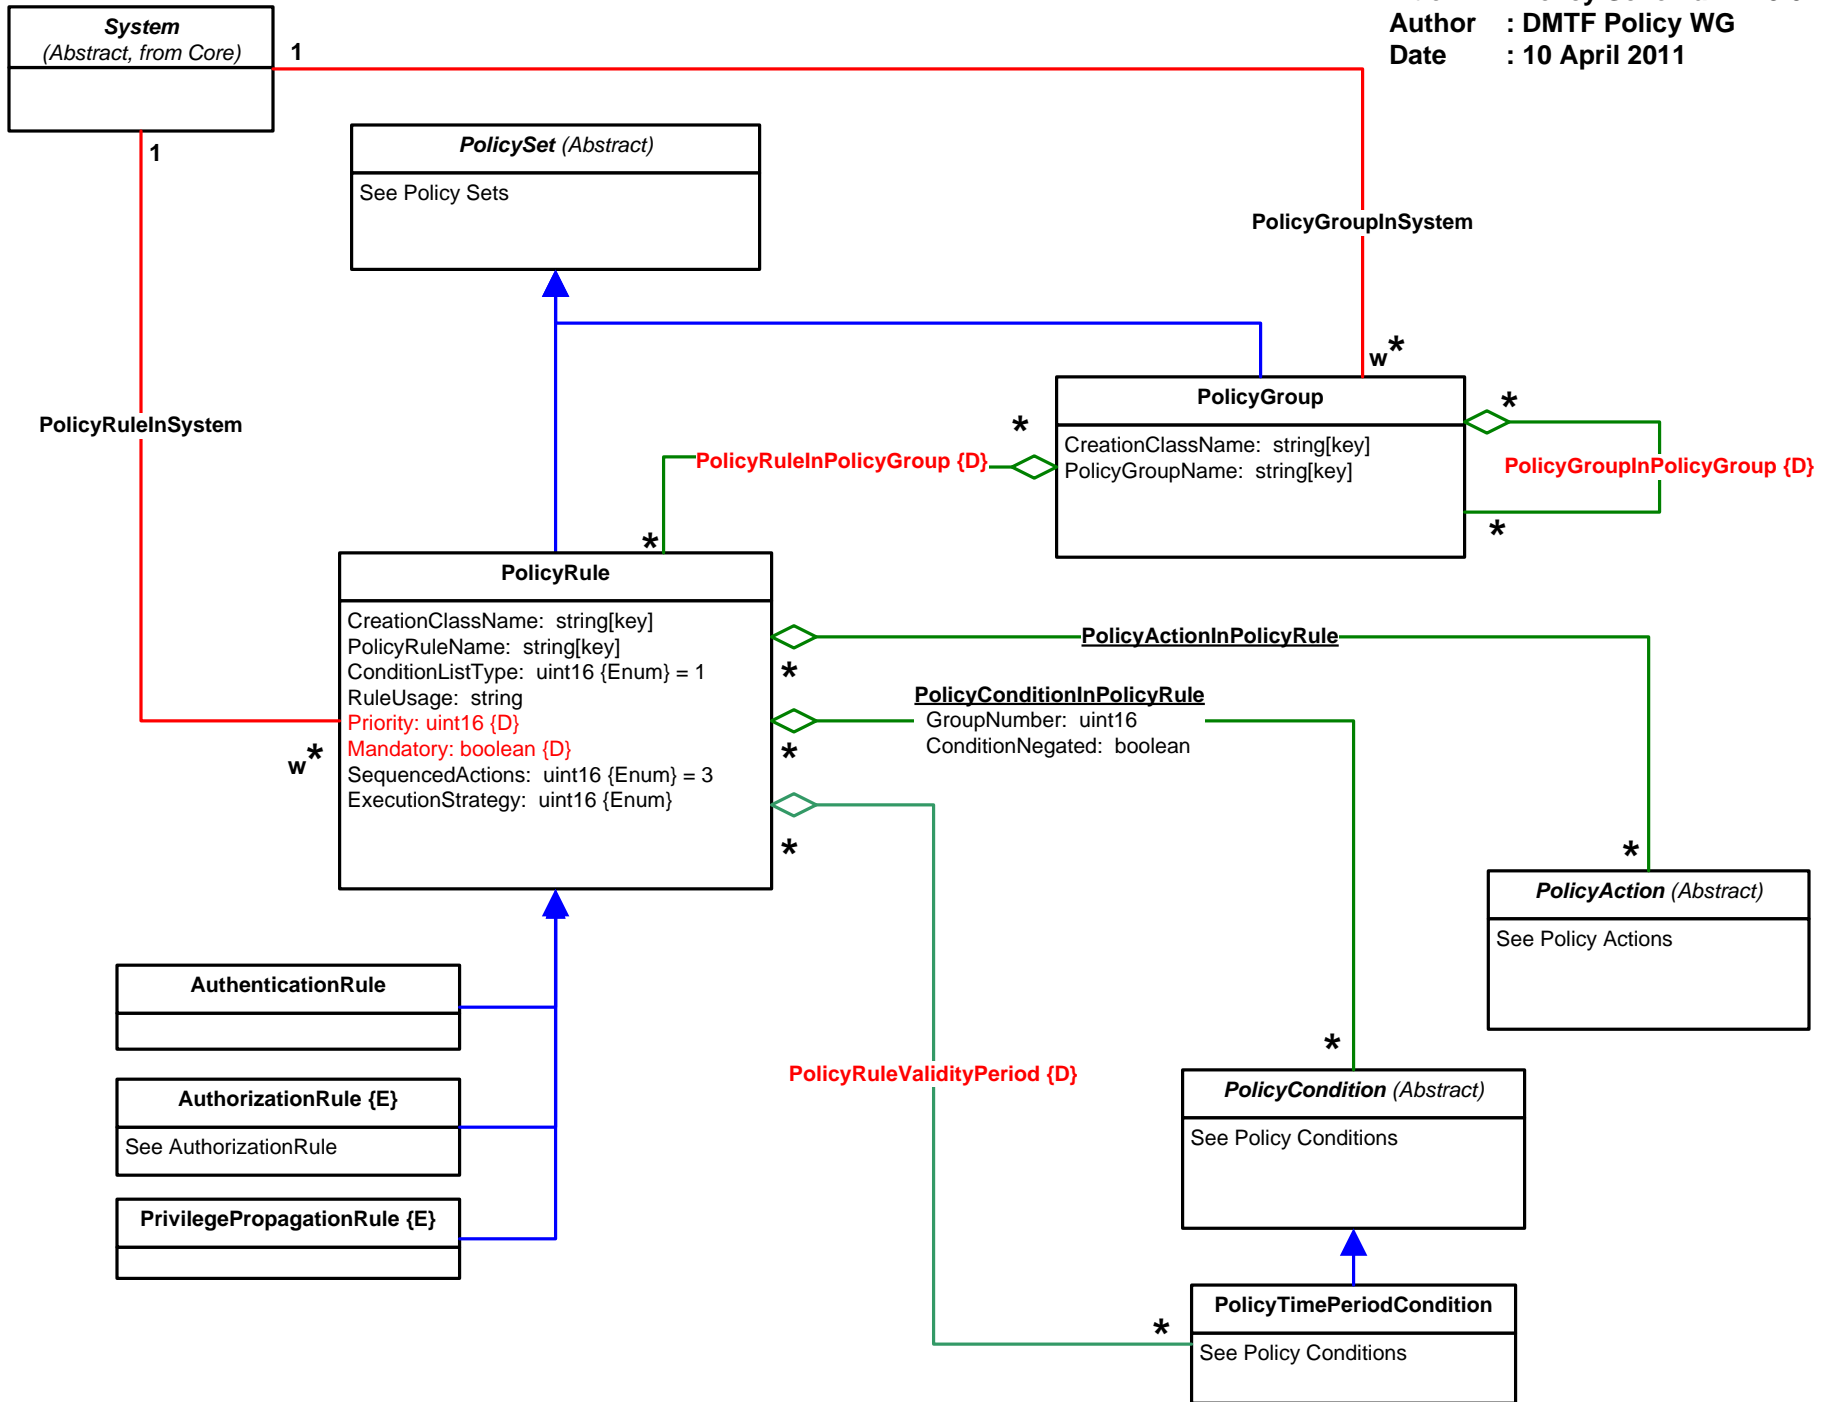 Author : DMTF Policy WG
Date : 10 April 2011
System
(Abstract, from Core)
1
1
PolicySet (Abstract)
See Policy Sets
PolicyGroupInSystem
w*
PolicyRuleInSystem
PolicyGroup
CreationClassName: string[key]
PolicyGroupName: string[key]
*
PolicyRuleInPolicyGroup {D}
*
*
PolicyGroupInPolicyGroup {D}
*
PolicyRule
CreationClassName: string[key]
PolicyRuleName: string[key]
ConditionListType: uint16 {Enum} = 1
RuleUsage: string
Priority: uint16 {D}
Mandatory: boolean {D}
SequencedActions: uint16 {Enum} = 3
ExecutionStrategy: uint16 {Enum}
w*
PolicyActionInPolicyRule
*
PolicyConditionInPolicyRule
GroupNumber: uint16
ConditionNegated: boolean
*
*
*
PolicyAction (Abstract)
See Policy Actions
AuthenticationRule
AuthorizationRule {E}
See AuthorizationRule
PrivilegePropagationRule {E}
PolicyRuleValidityPeriod {D}
*
PolicyCondition (Abstract)
See Policy Conditions
*
PolicyTimePeriodCondition
See Policy Conditions